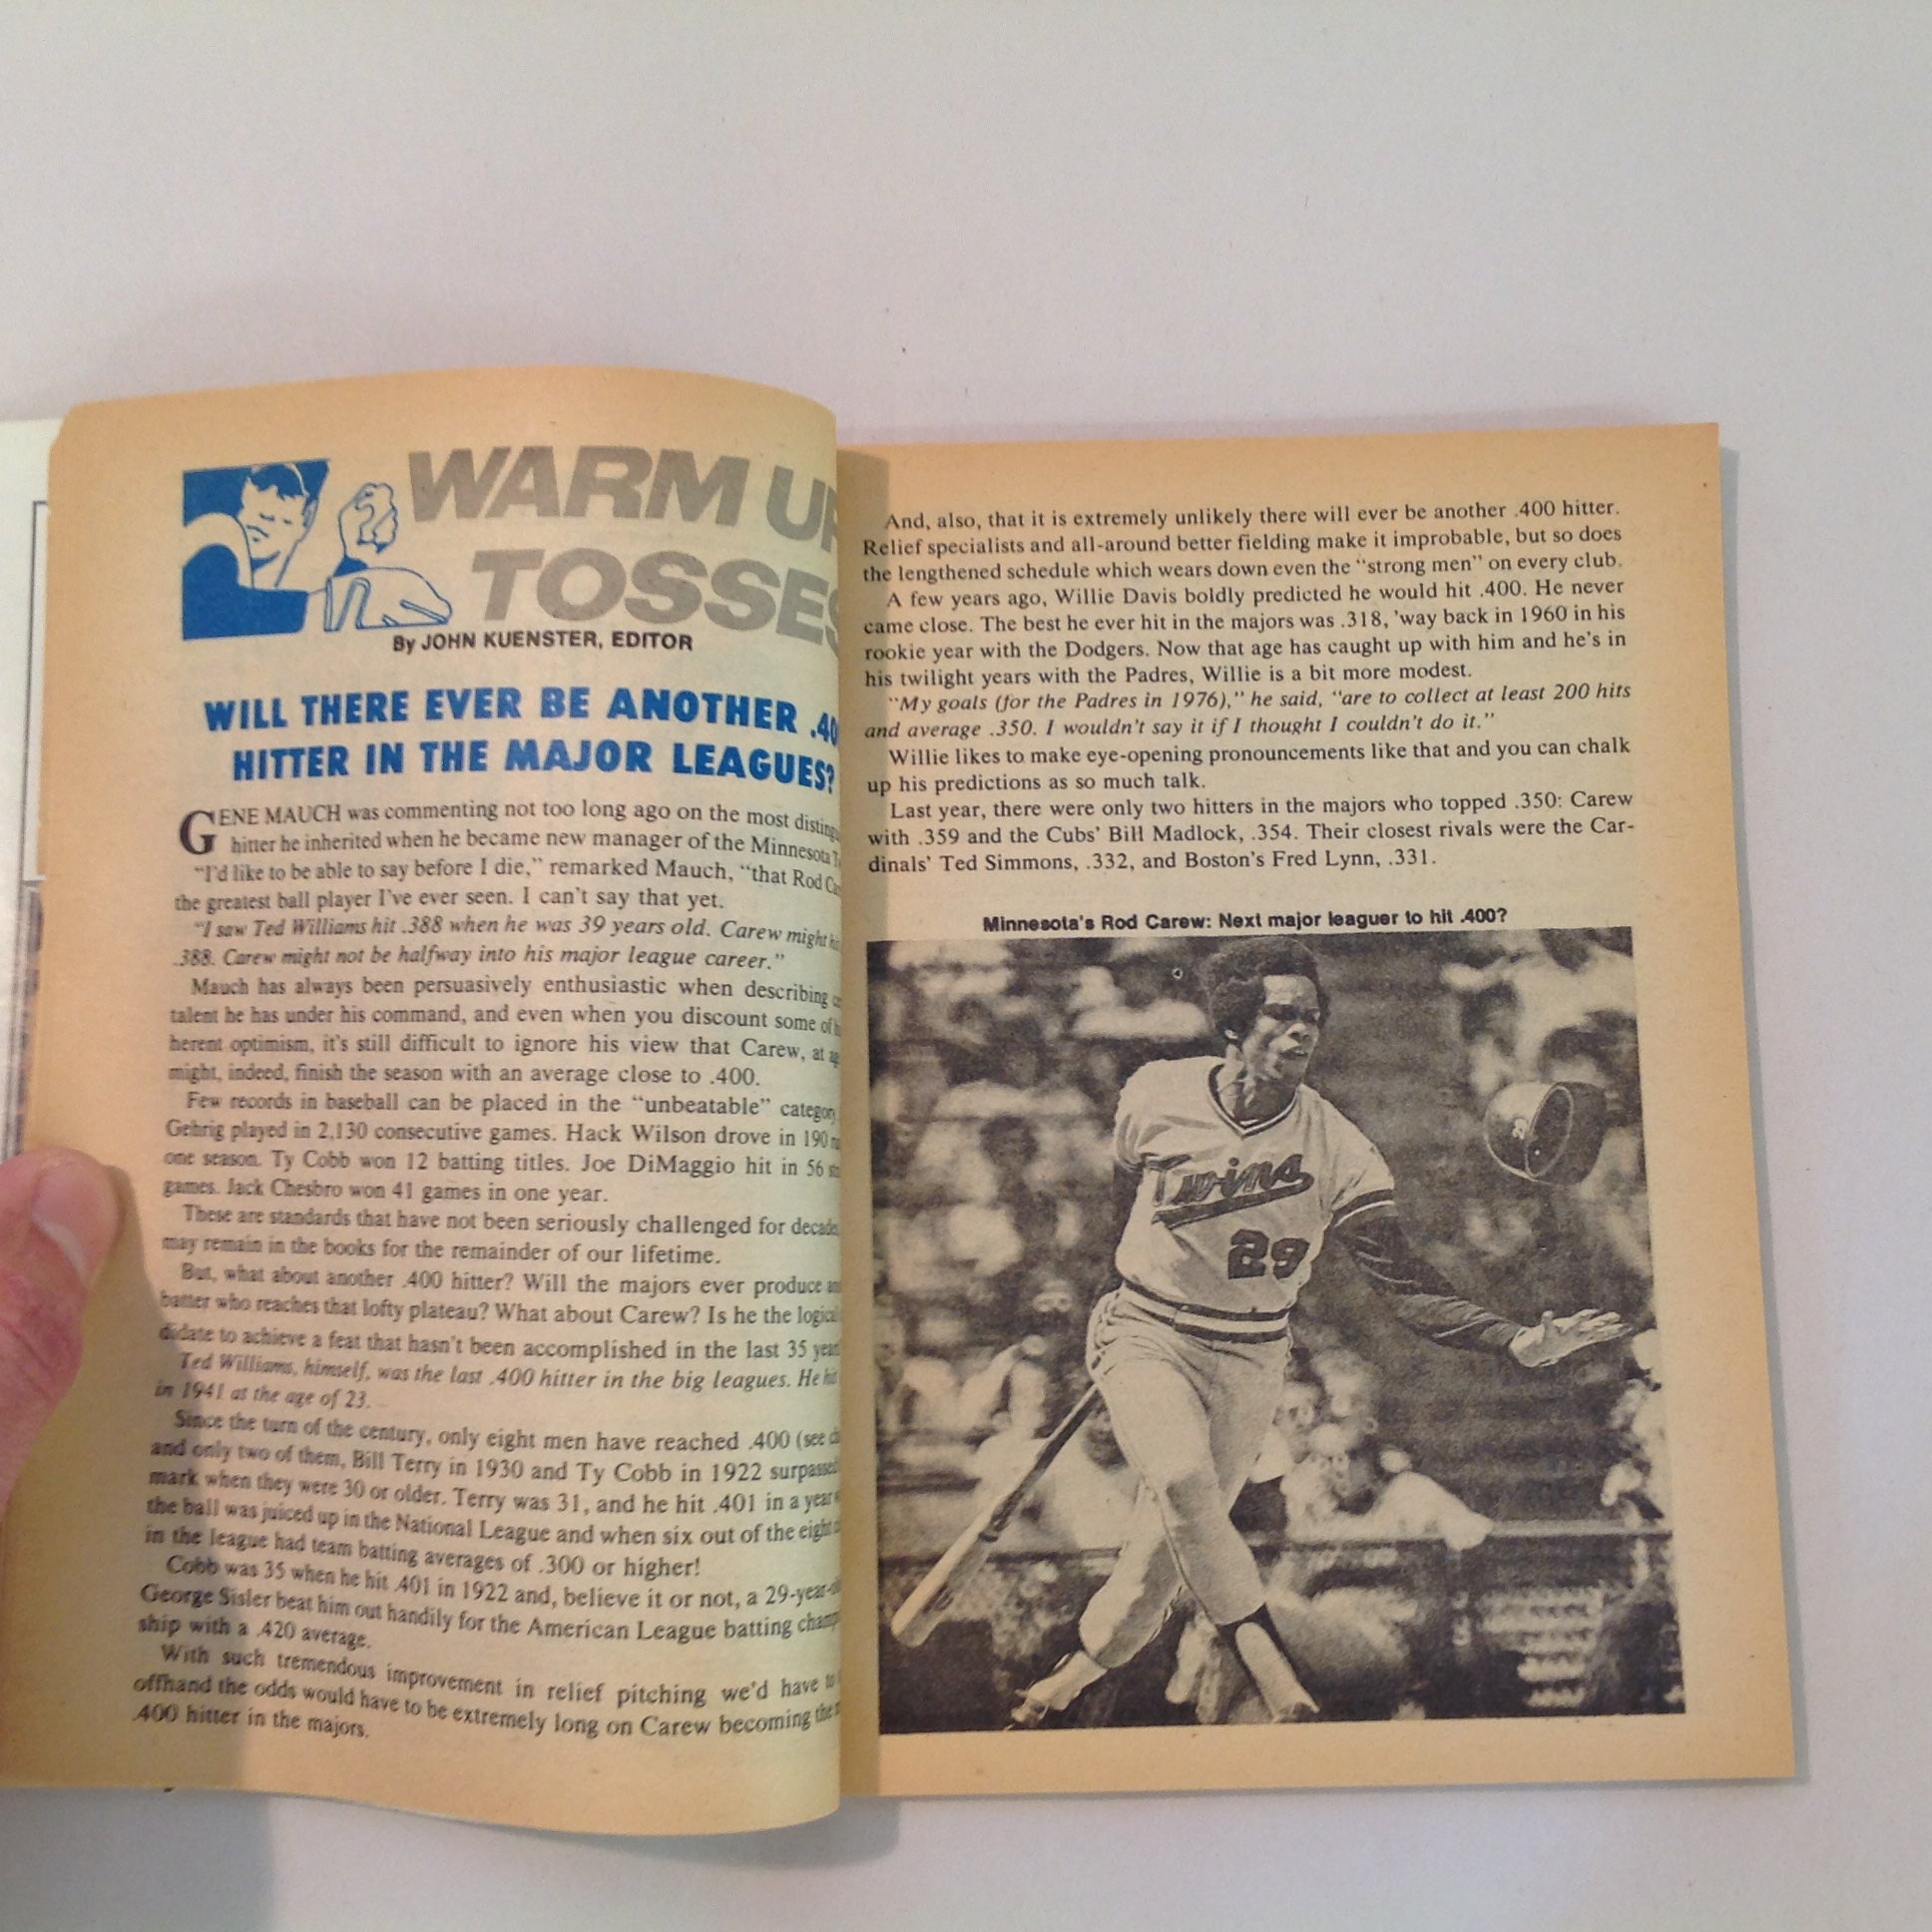 WARM UP
TOSSES
By JOHN KUENSTER, EDITOR
WILL THERE EVER BE ANOTHER .40
HITTER IN THE MAJOR LEAGUES?
GENE MAUCH was commenting not too long ago on the most disting
hitter he inherited when he became new manager of the Minnesota T
"I'd like to be able to say before I die," remarked Mauch, "that Rod Ca
the greatest ball player I've ever seen. I can't say that yet.
"I saw Ted Williams hit .388 when he was 39 years old. Carew might hi
.388. Carew might not be halfway into his major league career."
Mauch has always been persuasively enthusiastic when describing
talent he has under his command, and even when you discount some of h
herent optimism, it's still difficult to ignore his view that Carew, at ag
might, indeed, finish the season with an average close to .400.
Few records in baseball can be placed in the "unbeatable" category
Gehrig played in 2,130 consecutive games. Hack Wilson drove in 190
one season. Ty Cobb won 12 batting titles. Joe DiMaggio hit in 56
games. Jack Chesbro won 41 games in one year.
These are standards that have not been seriously challenged for decades
may remain in the books for the remainder of our lifetime.
But, what about another .400 hitter? Will the majors ever produce
batter who reaches that lofty plateau? What about Carew? Is he the logical
didate to achieve a feat that hasn't been accomplished in the last 35 year
Ted Williams, himself, was the last .400 hitter in the big leagues. He hi
in 1941 at the age of 23.
Since the turn of the century, only eight men have reached .400 (see
and only two of them, Bill Terry in 1930 and Ty Cobb in 1922 surpassed
mark when they were 30 or older. Terry was 31, and he hit .401 in a year
the ball was juiced up in the National League and when six out of the eight
in the league had team batting averages of .300 or higher!
Cobb was 35 when he hit .401 in 1922 and, believe it or not, a 29-year-o
George Sisler beat him out handily for the American League batting champ
ship with a .420 average.
With such tremendous improvement in relief pitching we'd have to
offhand the odds would have to be extremely long on Carew becoming the
.400 hitter in the majors.
And, also, that it is extremely unlikely there will ever be another .400 hitter.
Relief specialists and all-around better fielding make it improbable, but so does
the lengthened schedule which wears down even the "strong men" on every club.
A few years ago, Willie Davis boldly predicted he would hit .400. He never
came close. The best he ever hit in the majors was .318, 'way back in 1960 in his
rookie year with the Dodgers. Now that age has caught up with him and he's in
his twilight years with the Padres, Willie is a bit more modest.
"My goals (for the Padres in 1976)," he said, "are to collect at least 200 hits
and average .350. I wouldn't say it if I thought I couldn't do it."
Willie likes to make eye-opening pronouncements like that and you can chalk
up his predictions as so much talk.
Last year, there were only two hitters in the majors who topped .350: Carew
with .359 and the Cubs' Bill Madlock, .354. Their closest rivals were the Car-
dinals' Ted Simmons, .332, and Boston's Fred Lynn, .331.
Minnesota's Rod Carew: Next major leaguer to hit .400?
Twins
29